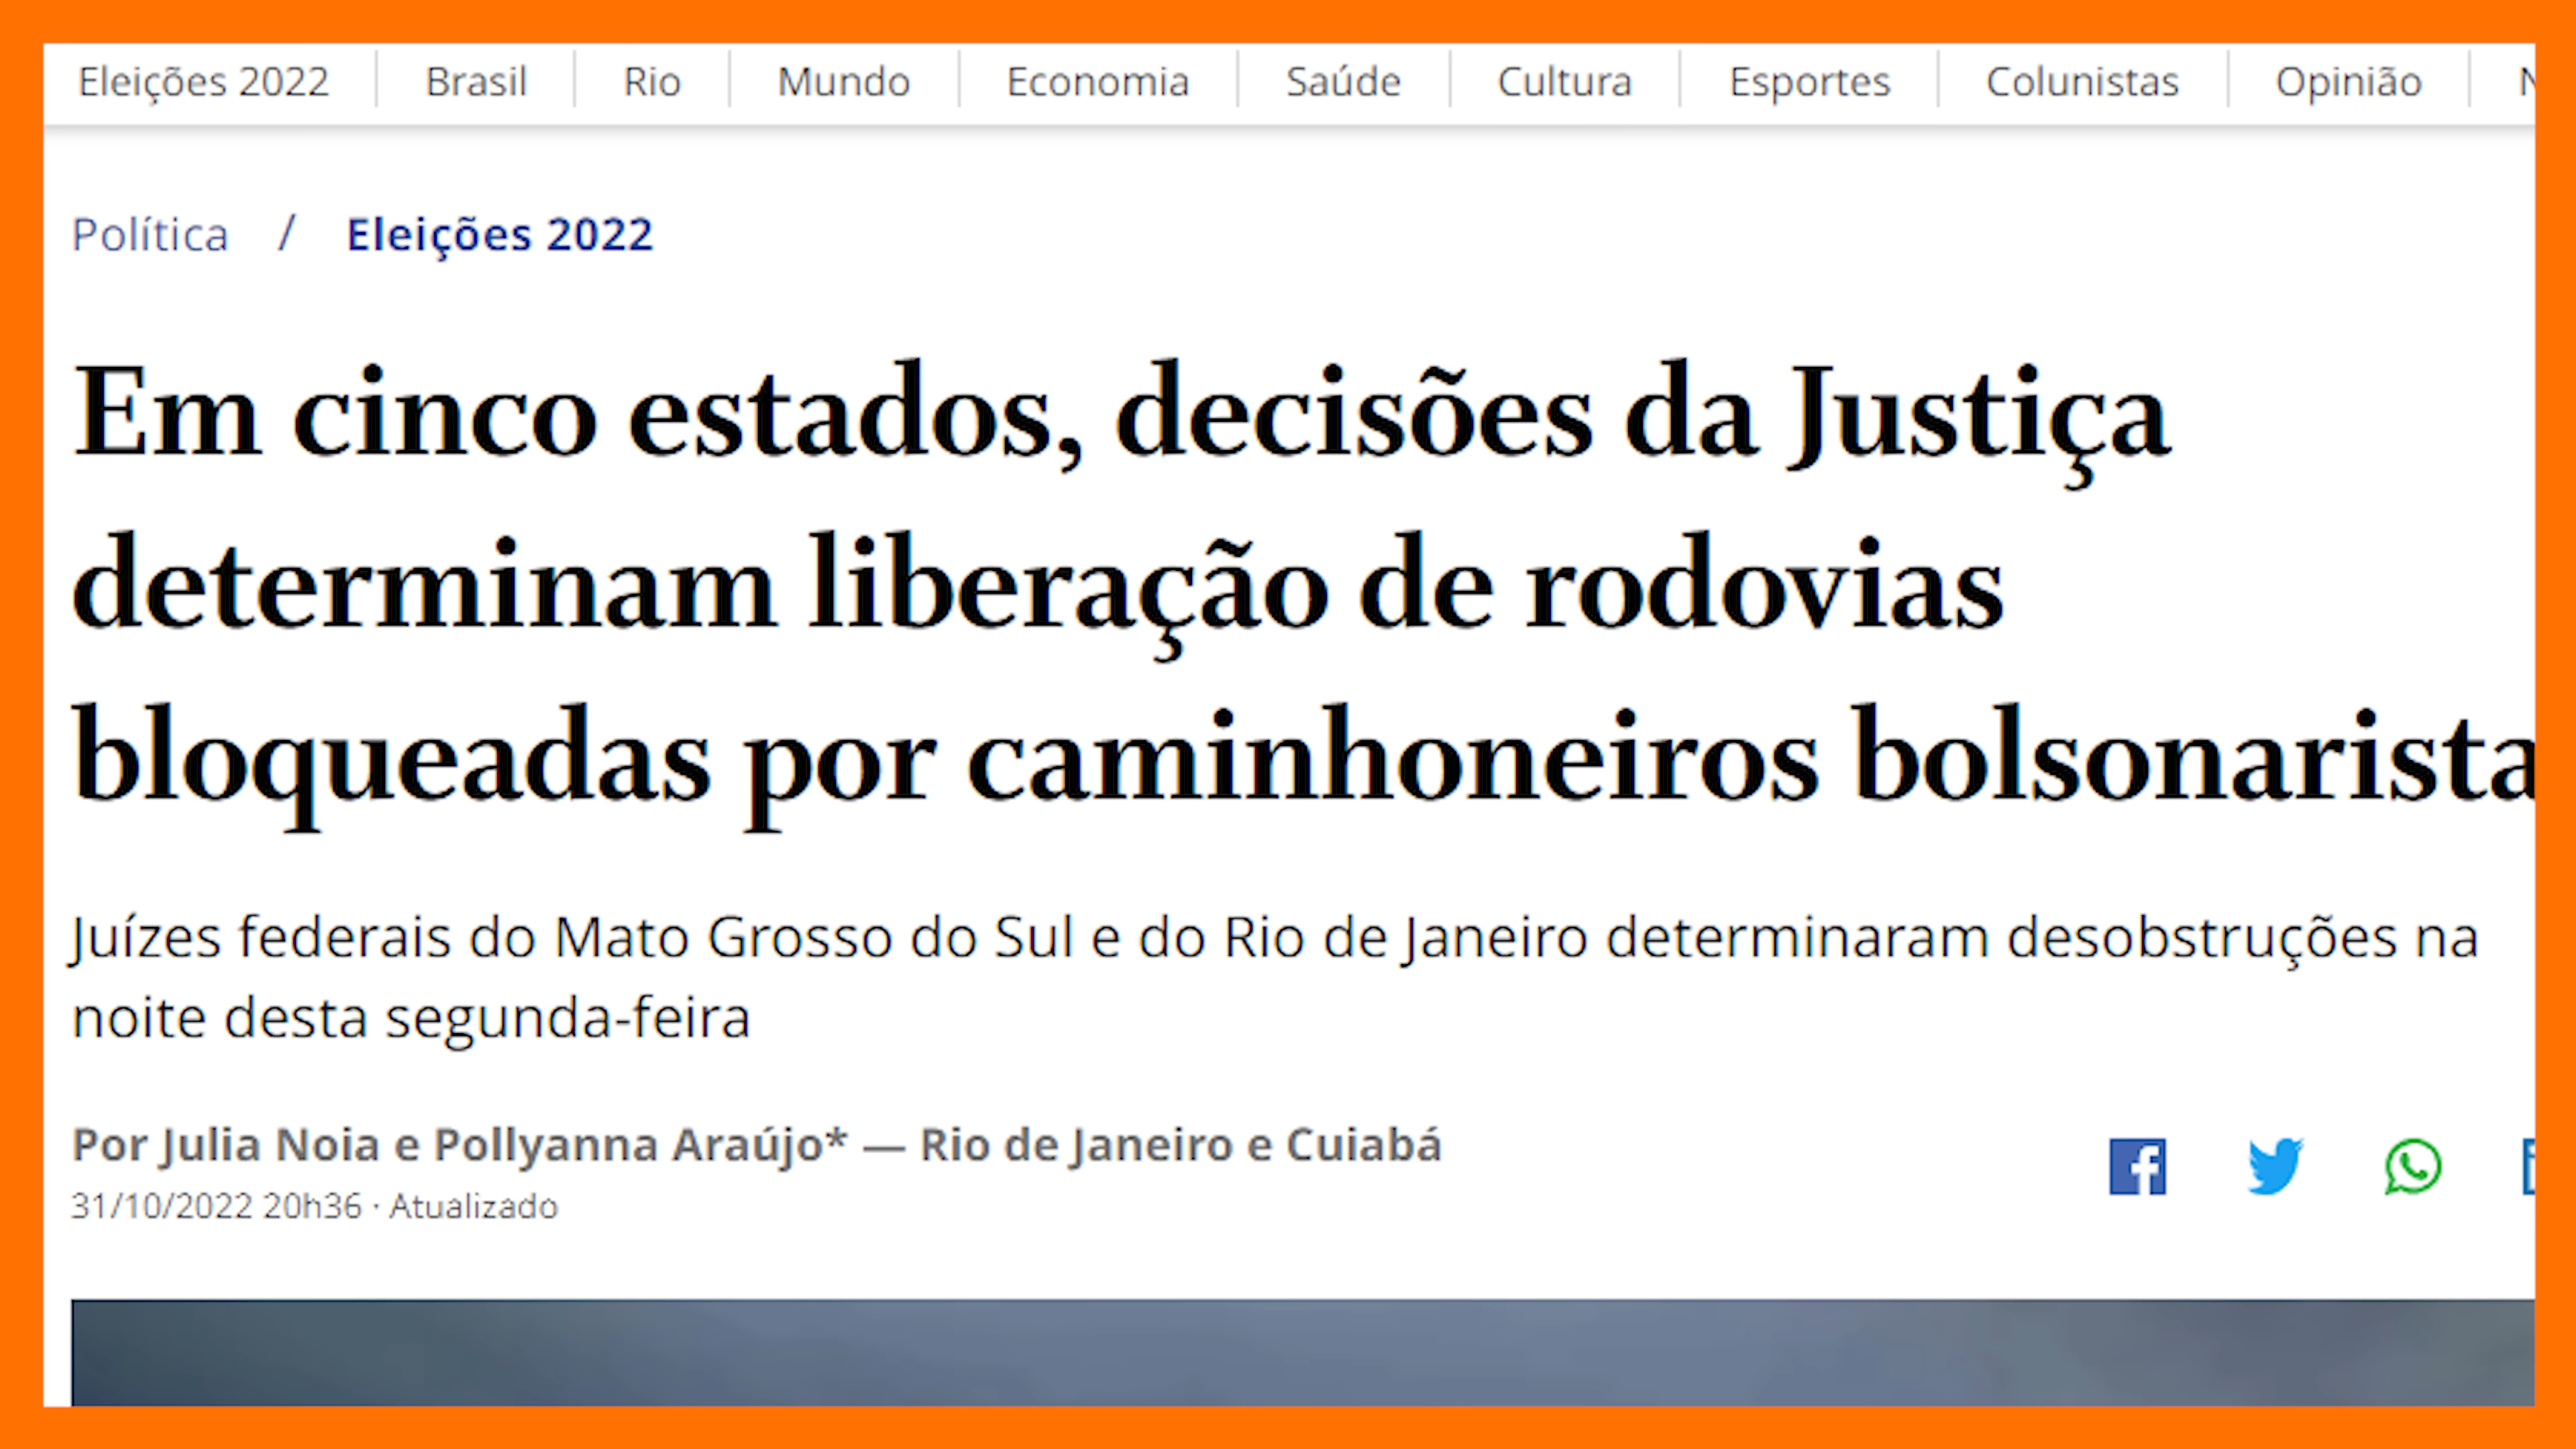 Eleições 2022 Brasil Rio Mundo Economia Saúde Cultura Esportes Colunistas Opinião
Política / Eleições 2022
Em cinco estados, decisões da Justiça
determinam liberação de rodovias
bloqueadas por caminhoneiros bolsonarista
Juízes federais do Mato Grosso do Sul e do Rio de Janeiro determinaram desobstruções na
noite desta segunda-feira
Por Julia Noia e Pollyanna Araújo* — Rio de Janeiro e Cuiabá
31/10/2022 20h36 · Atualizado